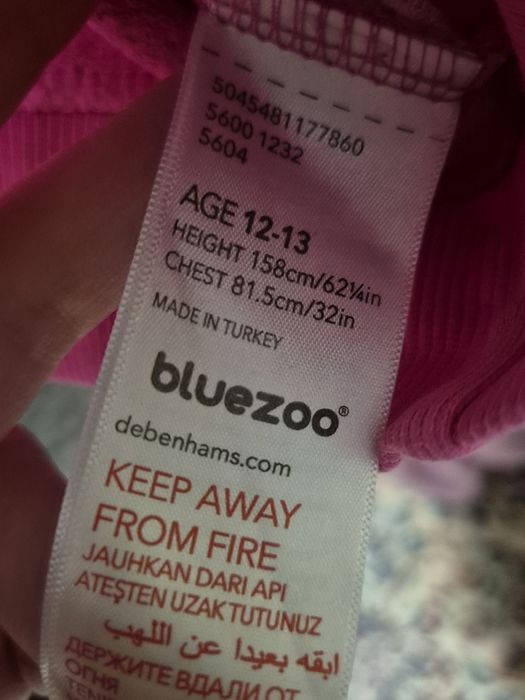 5045481177860
5600 1232
5604
AGE 12-13
HEIGHT 158cm/62¼in
CHEST 81.5cm/32in
MADE IN TURKEY
bluezoo®
debenhams.com
KEEP AWAY
FROM FIRE
JAUHKAN DARI API
ATEŞTEN UZAK TUTUNUZ
ابقه بعيدا عن اللهب
ДЕРЖИТЕ ВДАЛИ ОТ
ОГНЯ